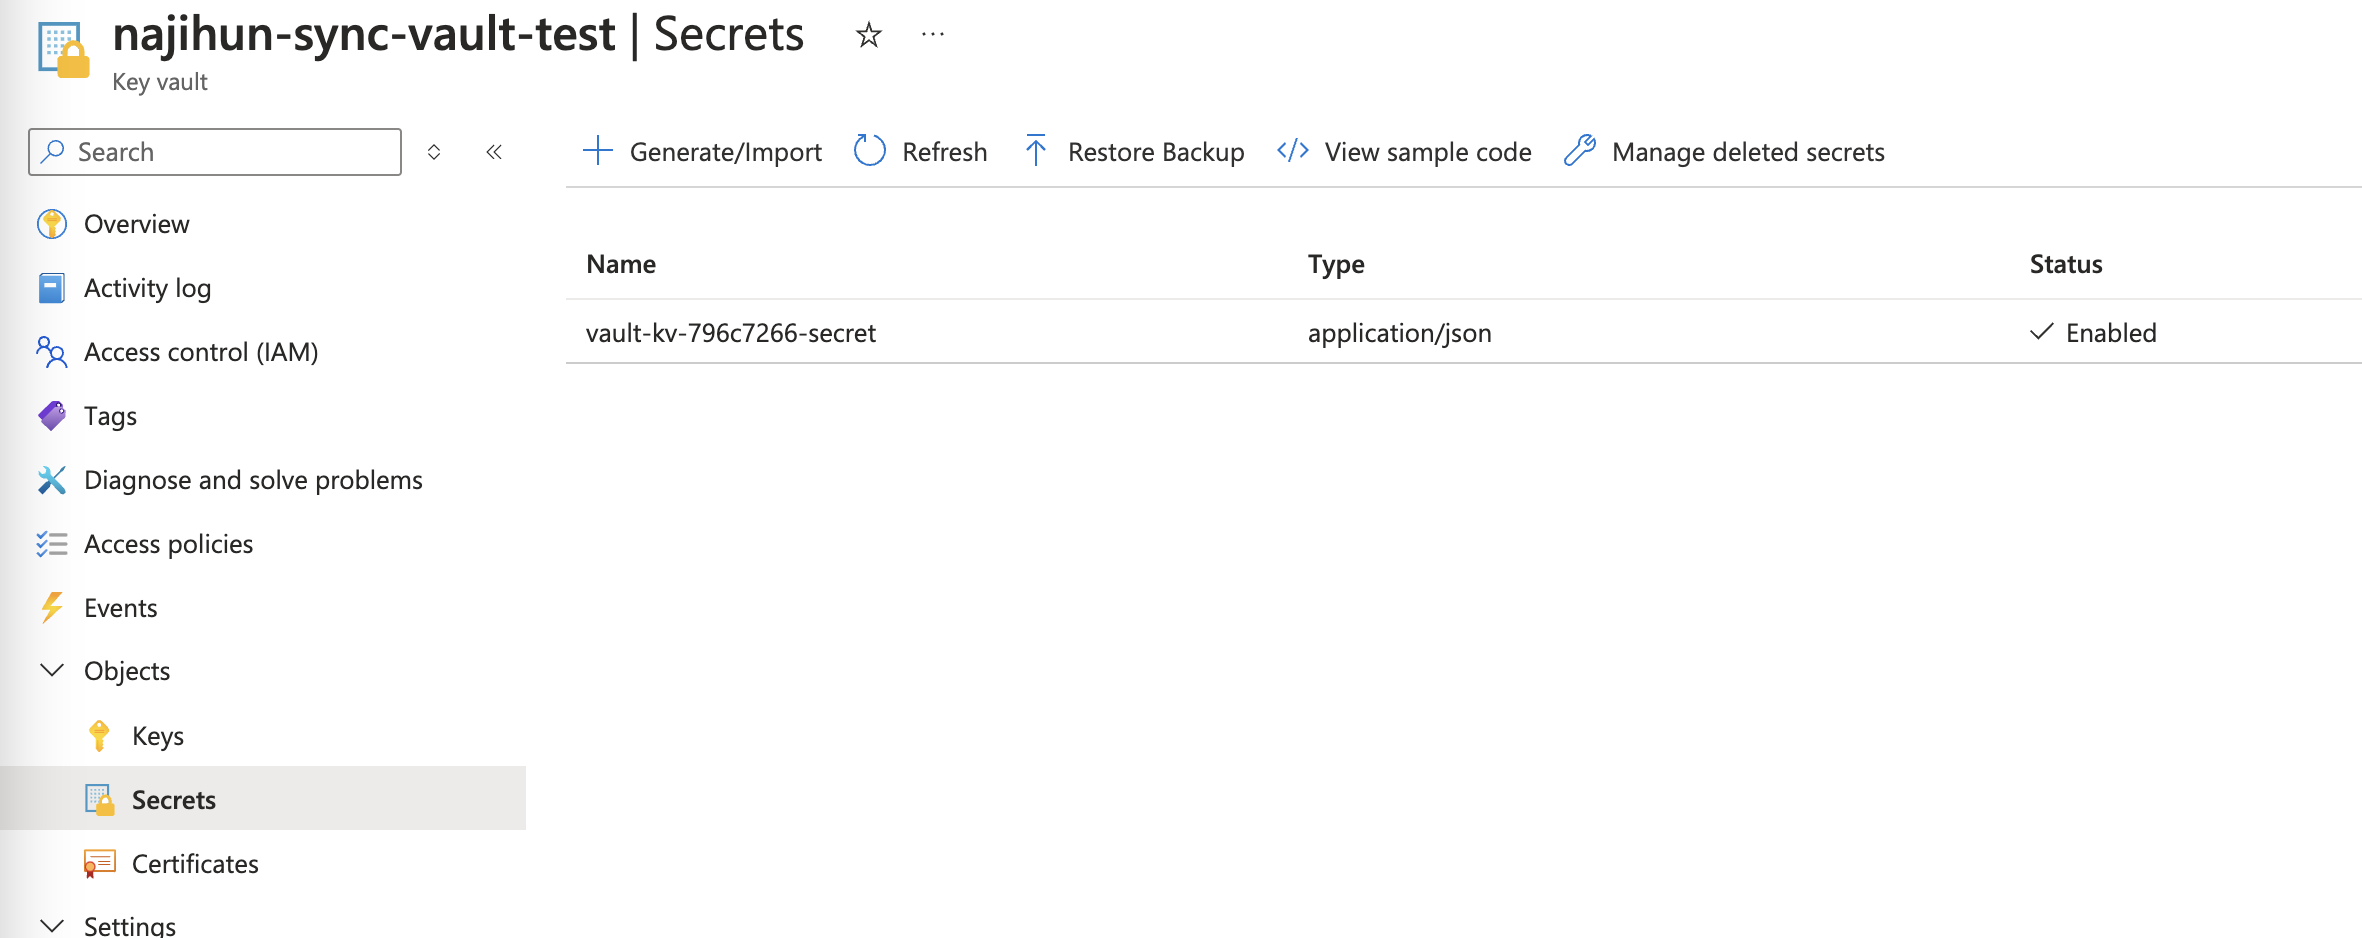 najihun-sync-vault-test | Secrets
Key vault
Search
Generate/Import Refresh Restore Backup View sample code Manage deleted secrets
Overview
Activity log
Access control (IAM)
Tags
Diagnose and solve problems
Access policies
Events
Objects
Keys
Secrets
Certificates
Settings
Name Type Status
vault-kv-796c7266-secret application/json Enabled